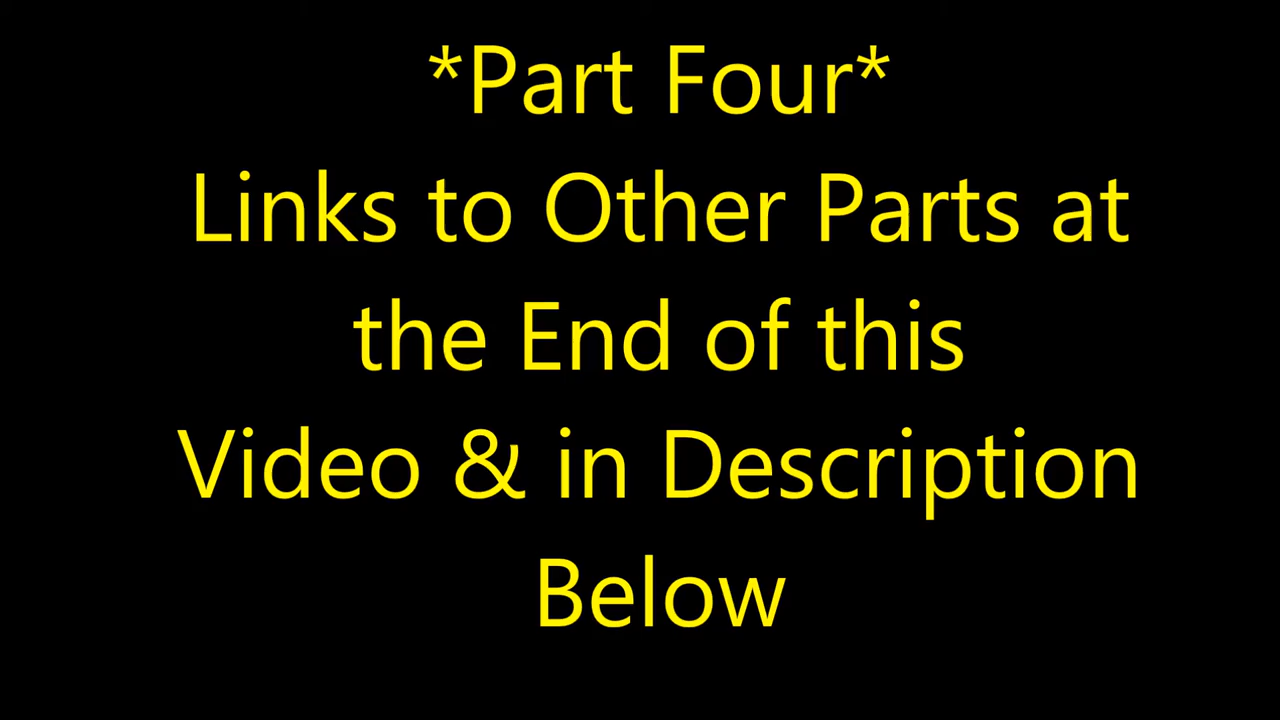 *Part Four*
Links to Other Parts at
the End of this
Video & in Description
Below